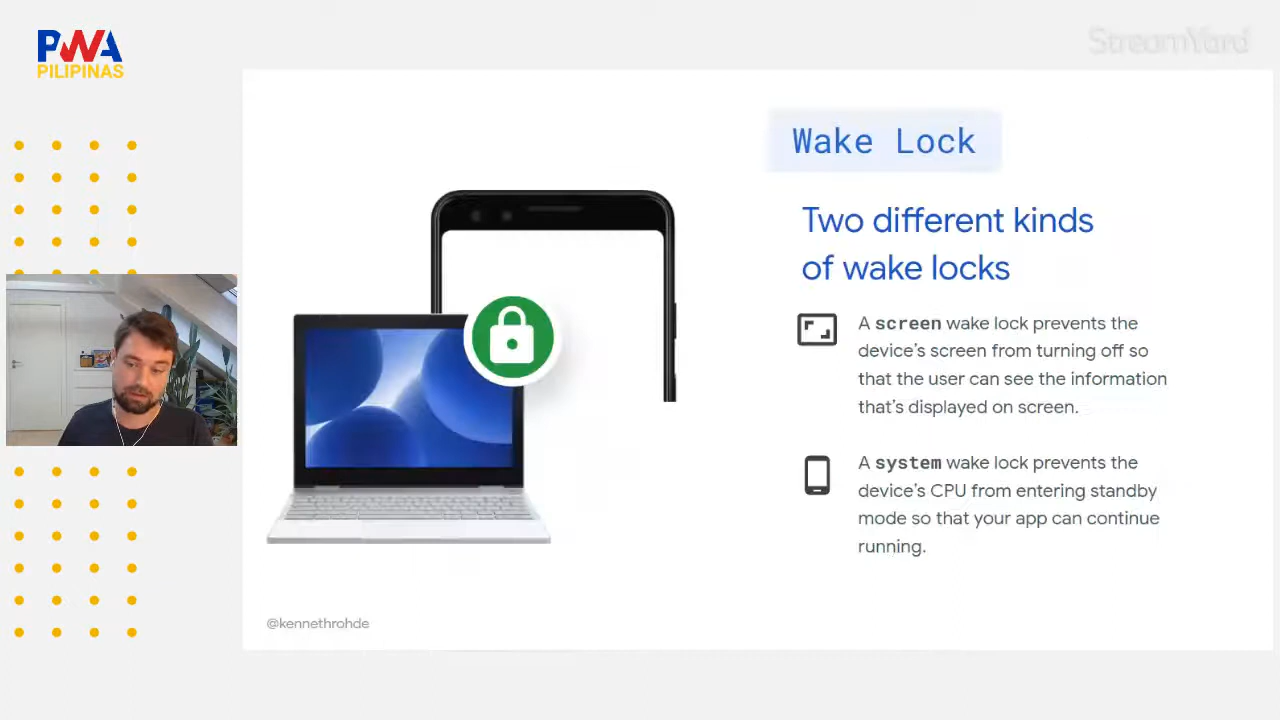 PWA
PILIPINAS
StreamYard
Wake Lock
Two different kinds
of wake locks
A screen wake lock prevents the
device's screen from turning off so
that the user can see the information
that's displayed on screen.
A system wake lock prevents the
device's CPU from entering standby
mode so that your app can continue
running.
@kennethrohde